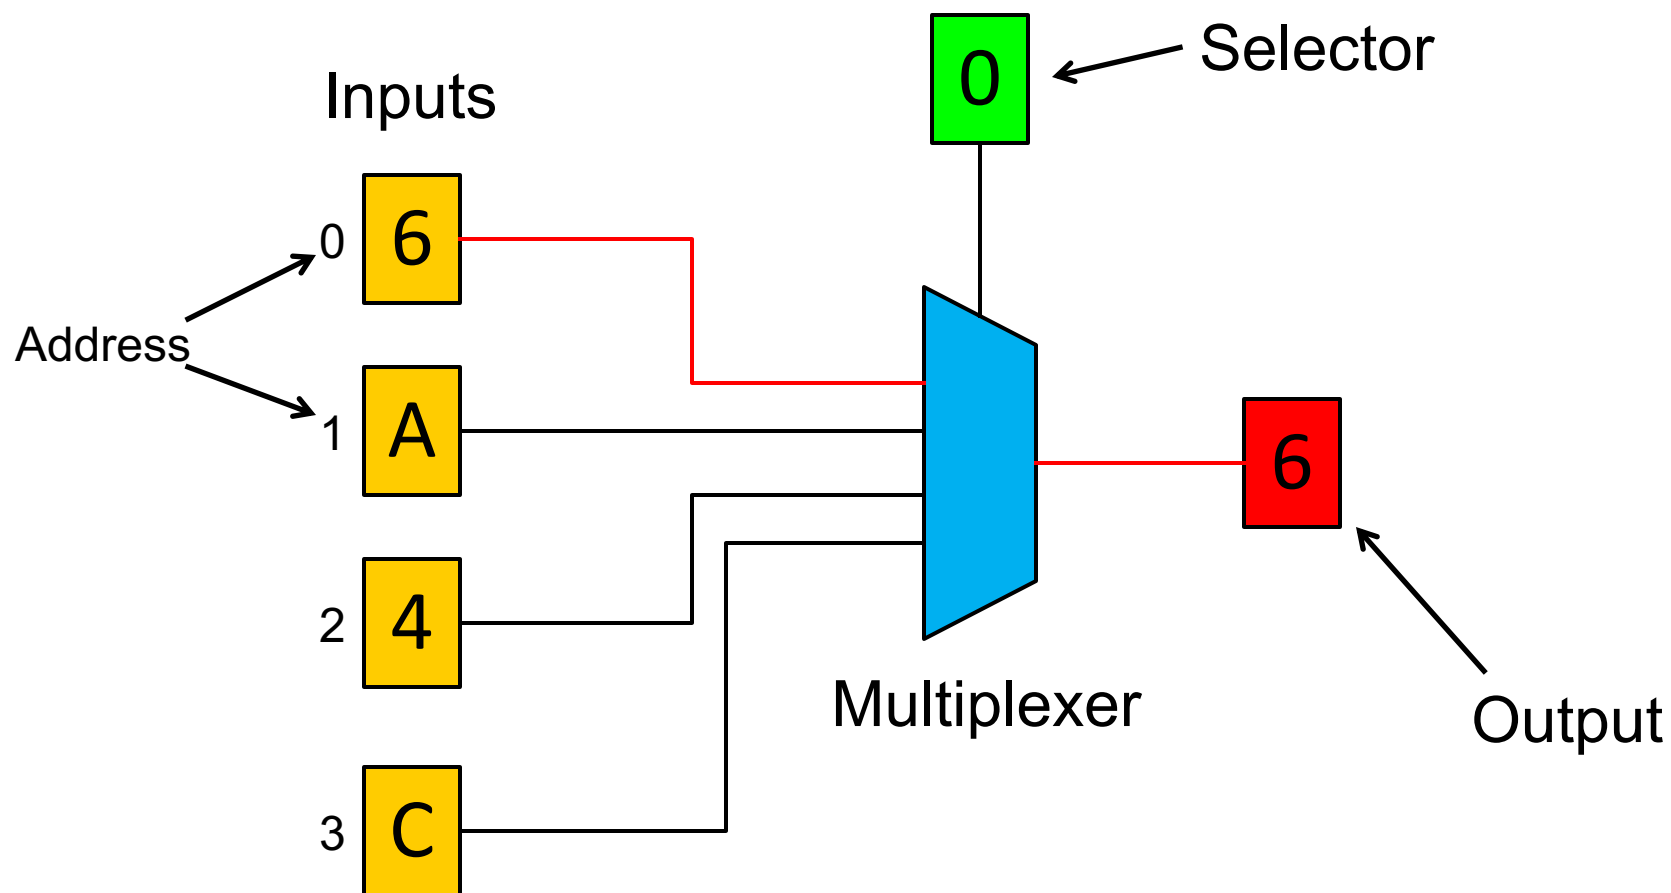 0
Selector
Inputs
0
6
Address
1
A
6
2
4
Multiplexer
Output
3
C